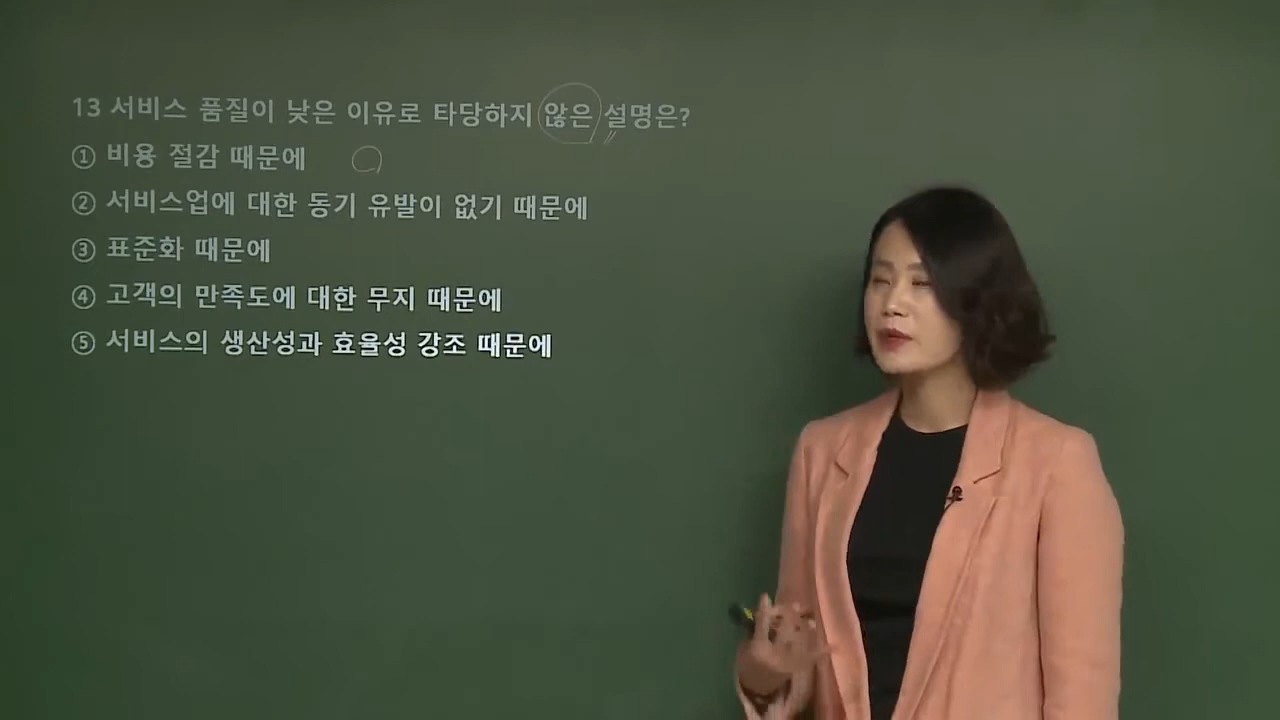 13 서비스 품질이 낮은 이유로 타당하지 않은 설명은?
① 비용 절감 때문에
② 서비스업에 대한 동기 유발이 없기 때문에
③ 표준화 때문에
④ 고객의 만족도에 대한 무지 때문에
⑤ 서비스의 생산성과 효율성 강조 때문에